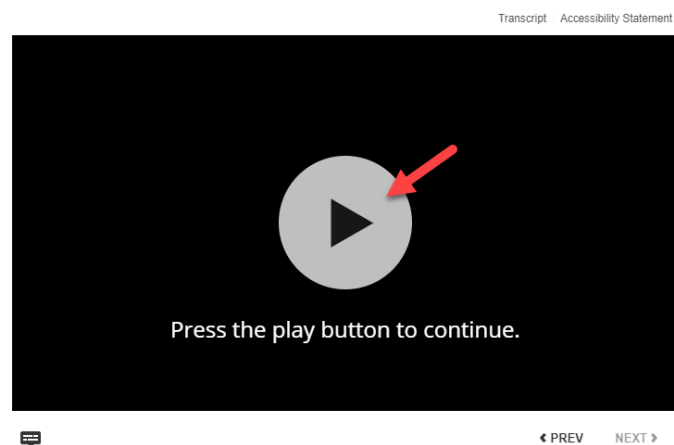 Transcript Accessibility Statement
Press the play button to continue.
PREV NEXT